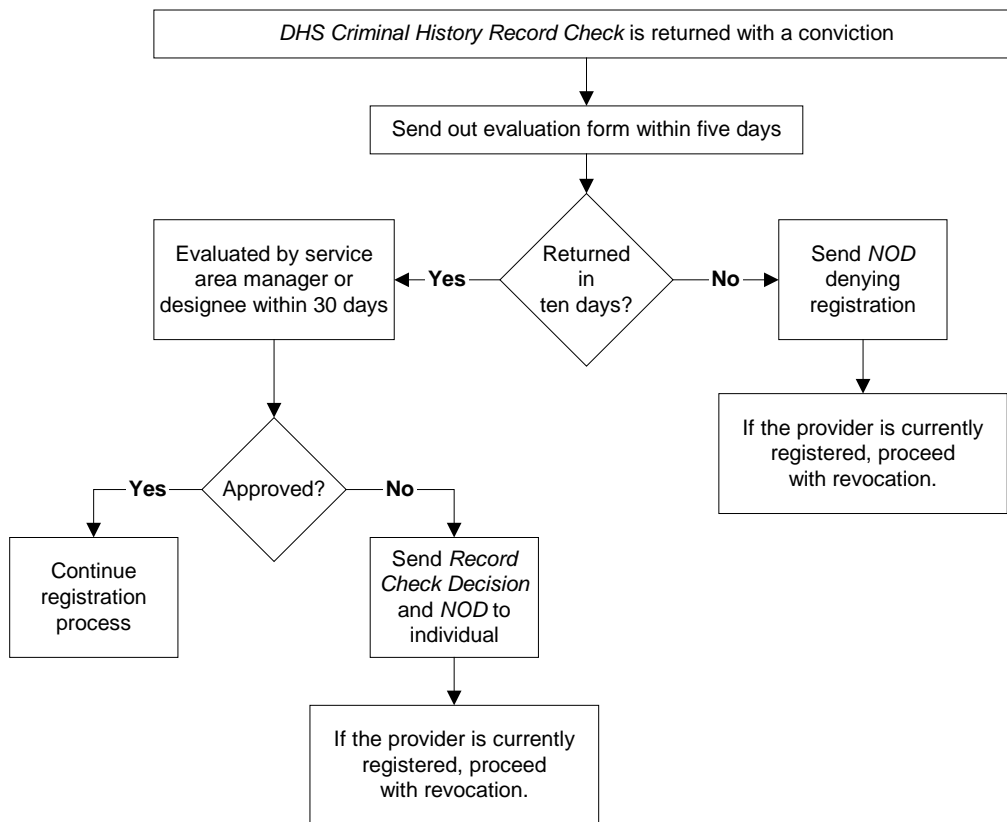 DHS Criminal History Record Check is returned with a conviction
Send out evaluation form within five days
Returned
in
ten days?
Yes
No
Evaluated by service
area manager or
designee within 30 days
Send NOD
denying
registration
If the provider is currently
registered, proceed
with revocation.
Approved?
Yes
No
Continue
registration
process
Send Record
Check Decision
and NOD to
individual
If the provider is currently
registered, proceed
with revocation.